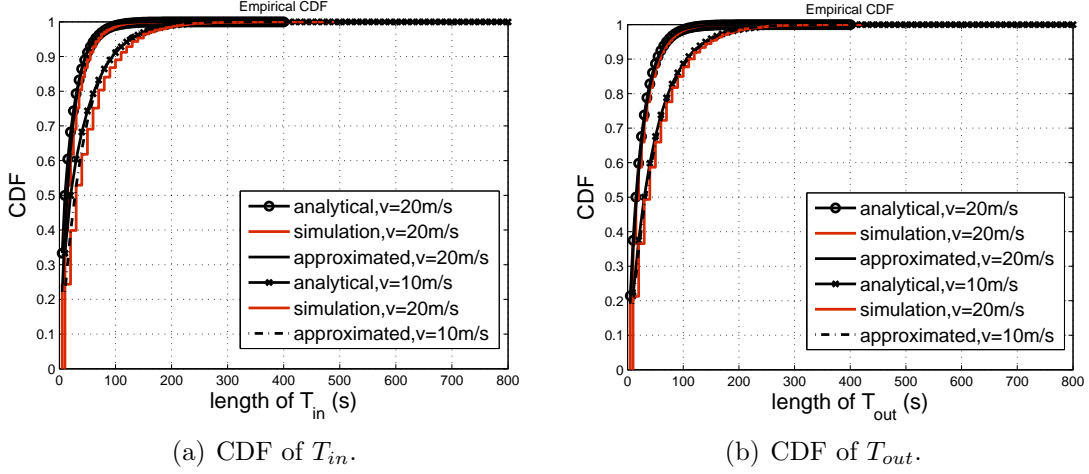 Empirical CDF
1
0.9
0.8
0.7
0.6
0.5
0.4
0.3
0.2
0.1
0
CDF
analytical,v=20m/s
simulation,v=20m/s
approximated,v=20m/s
analytical,v=10m/s
simulation,v=20m/s
approximated,v=10m/s
0 100 200 300 400 500 600 700 800
length of T_in (s)
(a) CDF of T_in.
Empirical CDF
1
0.9
0.8
0.7
0.6
0.5
0.4
0.3
0.2
0.1
0
CDF
analytical,v=20m/s
simulation,v=20m/s
approximated,v=20m/s
analytical,v=10m/s
simulation,v=20m/s
approximated,v=10m/s
0 100 200 300 400 500 600 700 800
length of T_out (s)
(b) CDF of T_out.